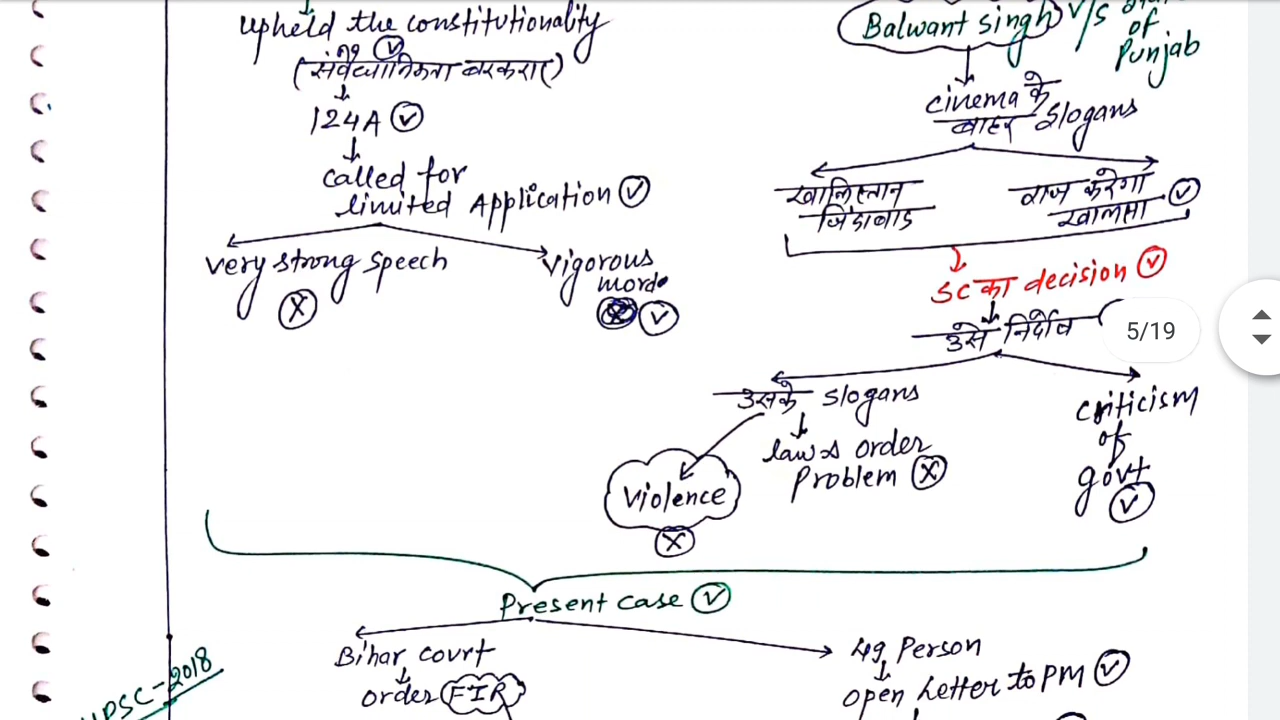 upheld the constitutionality
(संवैधानिकता बरकरार)
124A
called for
limited Application
very strong speech
Vigorous
Balwant Singh v/s
of
Punjab
cinema के
बाहर slogans
खालिस्तान
जिंदाबाद
राज करेगा
खालसा
SC का decision
उसे निर्दोष
5/19
उसके slogans
law & order
Problem
Violence
criticism
of
govt
Present case
Bihar court
order FIR
49 Person
open Letter to PM
UPSC-2018